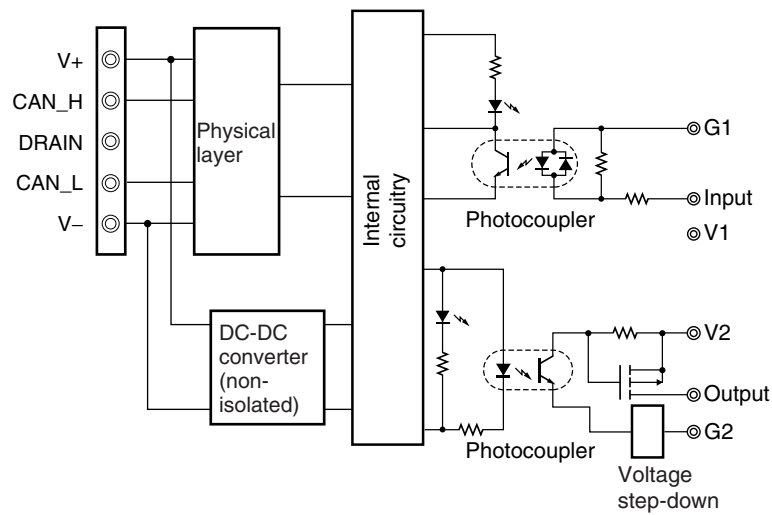 V+
CAN_H
DRAIN
CAN_L
V–
Physical
layer
DC-DC
converter
(non-
isolated)
Internal
circuitry
Photocoupler
G1
Input
V1
V2
Output
G2
Photocoupler
Voltage
step-down